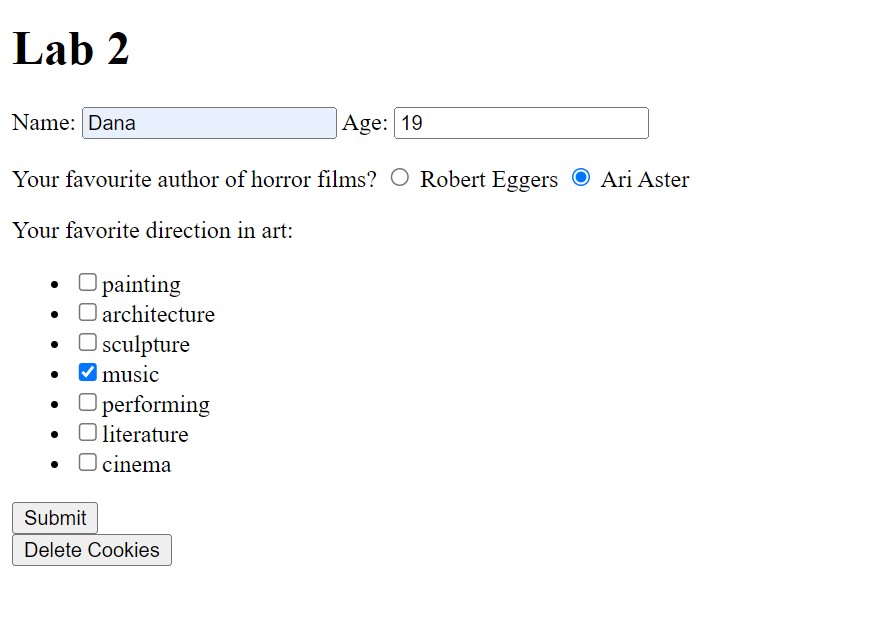 Lab 2
Name: Dana Age: 19
Your favourite author of horror films? Robert Eggers Ari Aster
Your favorite direction in art:
painting
architecture
sculpture
music
performing
literature
cinema
Submit
Delete Cookies